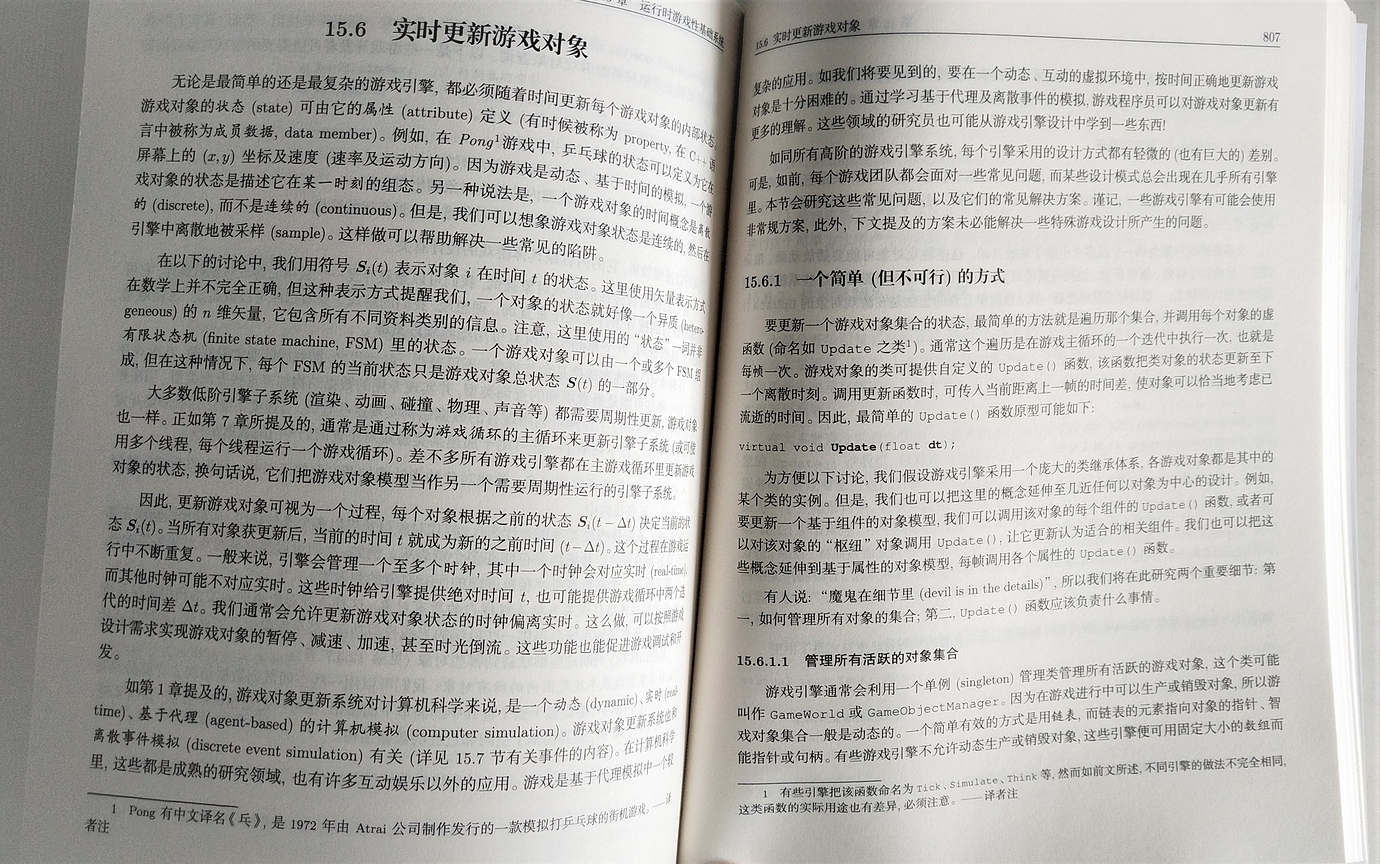 章　运行时游戏性基础系统
15.6　实时更新游戏对象
无论是最简单的还是最复杂的游戏引擎, 都必须随着时间更新每个游戏对象的内部状态。
游戏对象的状态 (state) 可由它的属性 (attribute) 定义 (有时候被称为 property, 在 C++ 语
言中被称为成员数据, data member)。例如, 在 Pong¹游戏中, 乒乓球的状态可以定义为它在
屏幕上的 (x, y) 坐标及速度 (速率及运动方向)。因为游戏是动态、基于时间的模拟, 一个游
戏对象的状态是描述它在某一时刻的组态。另一种说法是, 一个游戏对象的时间概念是离散
的 (discrete), 而不是连续的 (continuous)。但是, 我们可以想象游戏对象状态是连续的, 然后在
引擎中离散地被采样 (sample)。这样做可以帮助解决一些常见的陷阱。
在以下的讨论中, 我们用符号 Sᵢ(t) 表示对象 i 在时间 t 的状态。这里使用矢量表示方式
在数学上并不完全正确, 但这种表示方式提醒我们, 一个对象的状态就好像一个异质 (hetero-
geneous) 的 n 维矢量, 它包含所有不同资料类别的信息。注意, 这里使用的 “状态” 一词并非
有限状态机 (finite state machine, FSM) 里的状态。一个游戏对象可以由一个或多个 FSM 组
成, 但在这种情况下, 每个 FSM 的当前状态只是游戏对象总状态 S(t) 的一部分。
大多数低阶引擎子系统 (渲染、动画、碰撞、物理、声音等) 都需要周期性更新, 游戏对象
也一样。正如第 7 章所提及的, 通常是通过称为游戏循环的主循环来更新引擎子系统 (或可使
用多个线程, 每个线程运行一个游戏循环)。差不多所有游戏引擎都在主游戏循环里更新游戏
对象的状态, 换句话说, 它们把游戏对象模型当作另一个需要周期性运行的引擎子系统。
因此, 更新游戏对象可视为一个过程, 每个对象根据之前的状态 Sᵢ(t − Δt) 决定当前的状
态 Sᵢ(t)。当所有对象获更新后, 当前的时间 t 就成为新的之前时间 (t − Δt)。这个过程在游戏运
行中不断重复。一般来说, 引擎会管理一个至多个时钟, 其中一个时钟会对应实时 (real-time),
而其他时钟可能不对应实时。这些时钟给引擎提供绝对时间 t, 也可能提供游戏循环中两个迭
代的时间差 Δt。我们通常会允许更新游戏对象状态的时钟偏离实时。这么做, 可以按照游戏
设计需求实现游戏对象的暂停、减速、加速, 甚至时光倒流。这些功能也能促进游戏调试和开
发。
如第 1 章提及的, 游戏对象更新系统对计算机科学来说, 是一个动态 (dynamic)、实时 (real-
time)、基于代理 (agent-based) 的计算机模拟 (computer simulation)。游戏对象更新系统也和
离散事件模拟 (discrete event simulation) 有关 (详见 15.7 节有关事件的内容)。在计算机科学
里, 这些都是成熟的研究领域, 也有许多互动娱乐以外的应用。游戏是基于代理模拟中一个较
1　Pong 有中文译名《乓》, 是 1972 年由 Atrai 公司制作发行的一款模拟打乒乓球的街机游戏。——译
者注
15.6 实时更新游戏对象　807
复杂的应用。如我们将要见到的, 要在一个动态、互动的虚拟环境中, 按时间正确地更新游戏
对象是十分困难的。通过学习基于代理及离散事件的模拟, 游戏程序员可以对游戏对象更新有
更多的理解。这些领域的研究员也可能从游戏引擎设计中学到一些东西!
如同所有高阶的游戏引擎系统, 每个引擎采用的设计方式都有轻微的 (也有巨大的) 差别。
可是, 如前, 每个游戏团队都会面对一些常见问题, 而某些设计模式总会出现在几乎所有引擎
里。本节会研究这些常见问题, 以及它们的常见解决方案。谨记, 一些游戏引擎有可能会使用
非常规方案, 此外, 下文提及的方案未必能解决一些特殊游戏设计所产生的问题。
15.6.1　一个简单 (但不可行) 的方式
要更新一个游戏对象集合的状态, 最简单的方法就是遍历那个集合, 并调用每个对象的虚
函数 (命名如 Update 之类¹)。通常这个遍历是在游戏主循环的一个迭代中执行一次, 也就是
每帧一次。游戏对象的类可提供自定义的 Update() 函数, 该函数把类对象的状态更新至下
一个离散时刻。调用更新函数时, 可传入当前距离上一帧的时间差, 使对象可以恰当地考虑已
流逝的时间。因此, 最简单的 Update() 函数原型可能如下:
virtual void Update(float dt);
为方便以下讨论, 我们假设游戏引擎采用一个庞大的类继承体系, 各游戏对象都是其中的
某个类的实例。但是, 我们也可以把这里的概念延伸至几近任何以对象为中心的设计。例如,
要更新一个基于组件的对象模型, 我们可以调用该对象的每个组件的 Update() 函数, 或者可
以对该对象的 “枢纽” 对象调用 Update(), 让它更新认为适合的相关组件。我们也可以把这
些概念延伸到基于属性的对象模型, 每帧调用各个属性的 Update() 函数。
有人说: “魔鬼在细节里 (devil is in the details)”, 所以我们将在此研究两个重要细节: 第
一, 如何管理所有对象的集合; 第二, Update() 函数应该负责什么事情。
15.6.1.1　管理所有活跃的对象集合
游戏引擎通常会利用一个单例 (singleton) 管理类管理所有活跃的游戏对象, 这个类可能
叫作 GameWorld 或 GameObjectManager。因为在游戏进行中可以生产或销毁对象, 所以游
戏对象集合一般是动态的。一个简单有效的方式是用链表, 而链表的元素指向对象的指针、智
能指针或句柄。有些游戏引擎不允许动态生产或销毁对象, 这些引擎便可用固定大小的数组而
1　有些引擎把该函数命名为 Tick、Simulate、Think 等, 然而如前文所述, 不同引擎的做法不完全相同,
这类函数的实际用途也有差异, 必须注意。——译者注